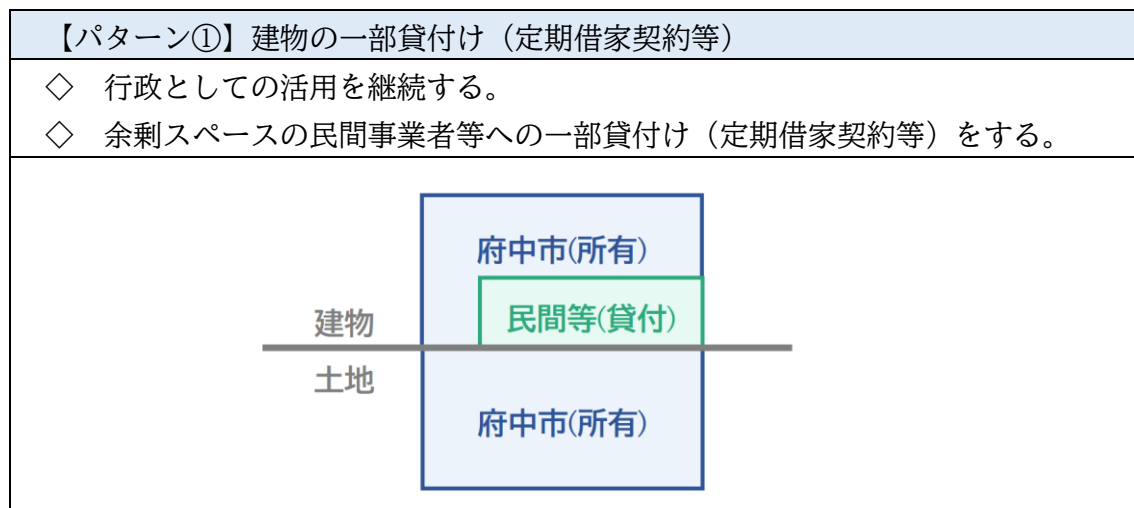 【パターン①】建物の一部貸付け（定期借家契約等）
◇　行政としての活用を継続する。
◇　余剰スペースの民間事業者等への一部貸付け（定期借家契約等）をする。
府中市(所有)
民間等(貸付)
建物
土地
府中市(所有)